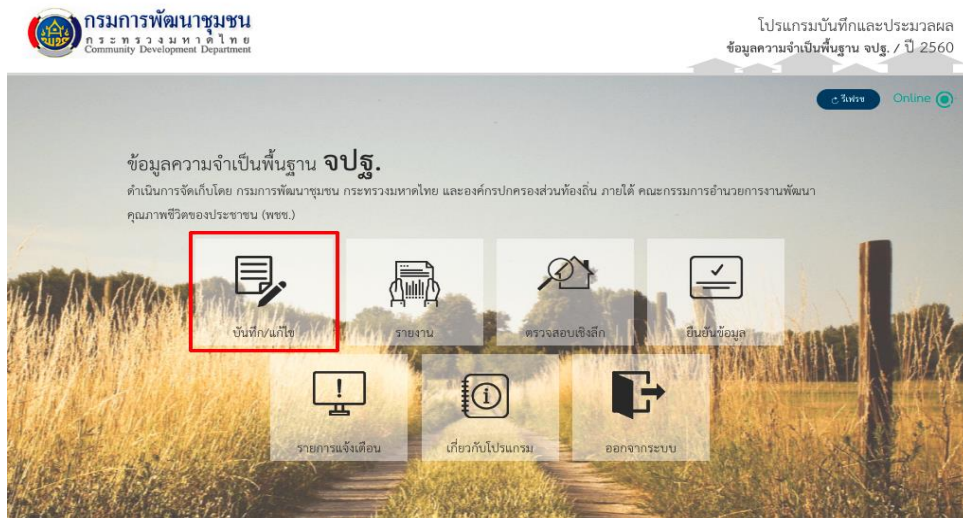 กรมการพัฒนาชุมชน
กระทรวงมหาดไทย
Community Development Department
โปรแกรมบันทึกและประมวลผล
ข้อมูลความจำเป็นพื้นฐาน จปฐ. / ปี 2560
รีเฟรช Online
ข้อมูลความจำเป็นพื้นฐาน จปฐ.
ดำเนินการจัดเก็บโดย กรมการพัฒนาชุมชน กระทรวงมหาดไทย และองค์กรปกครองส่วนท้องถิ่น ภายใต้ คณะกรรมการอำนวยการงานพัฒนา
คุณภาพชีวิตของประชาชน (พชช.)
บันทึก/แก้ไข รายงาน ตรวจสอบเชิงลึก ยืนยันข้อมูล
รายการแจ้งเตือน เกี่ยวกับโปรแกรม ออกจากระบบ